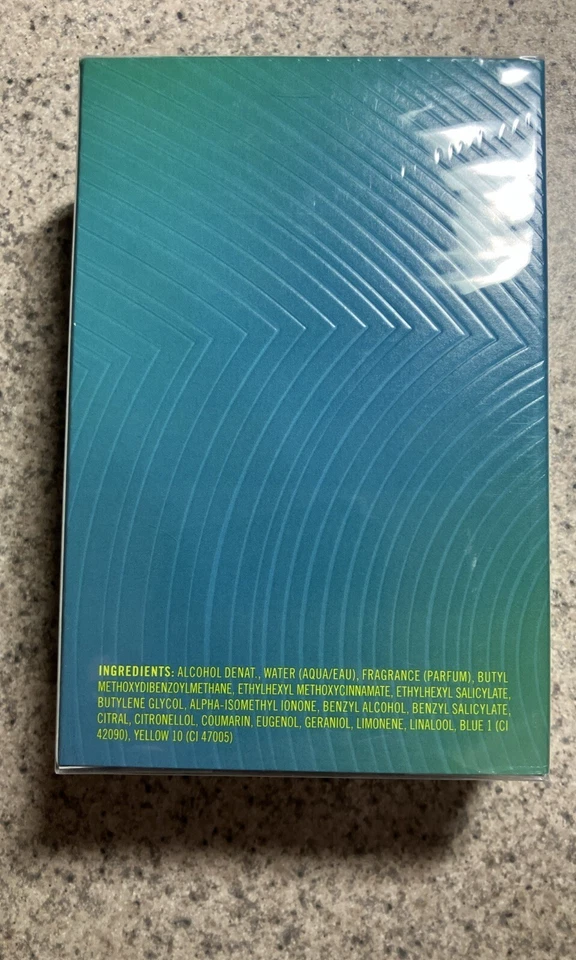 INGREDIENTS: ALCOHOL DENAT., WATER (AQUA/EAU), FRAGRANCE (PARFUM), BUTYL
METHOXYDIBENZOYLMETHANE, ETHYLHEXYL METHOXYCINNAMATE, ETHYLHEXYL SALICYLATE,
BUTYLENE GLYCOL, ALPHA-ISOMETHYL IONONE, BENZYL ALCOHOL, BENZYL SALICYLATE,
CITRAL, CITRONELLOL, COUMARIN, EUGENOL, GERANIOL, LIMONENE, LINALOOL, BLUE 1 (CI
42090), YELLOW 10 (CI 47005)